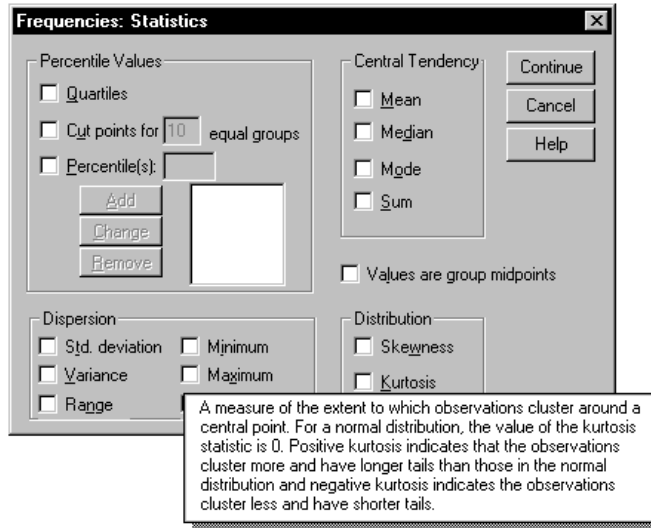 Frequencies: Statistics
Percentile Values
Quartiles
Cut points for 10 equal groups
Percentile(s):
Add
Change
Remove
Central Tendency
Mean
Median
Mode
Sum
Continue
Cancel
Help
Values are group midpoints
Dispersion
Std. deviation Minimum
Variance Maximum
Range
Distribution
Skewness
Kurtosis
A measure of the extent to which observations cluster around a
central point. For a normal distribution, the value of the kurtosis
statistic is 0. Positive kurtosis indicates that the observations
cluster more and have longer tails than those in the normal
distribution and negative kurtosis indicates the observations
cluster less and have shorter tails.